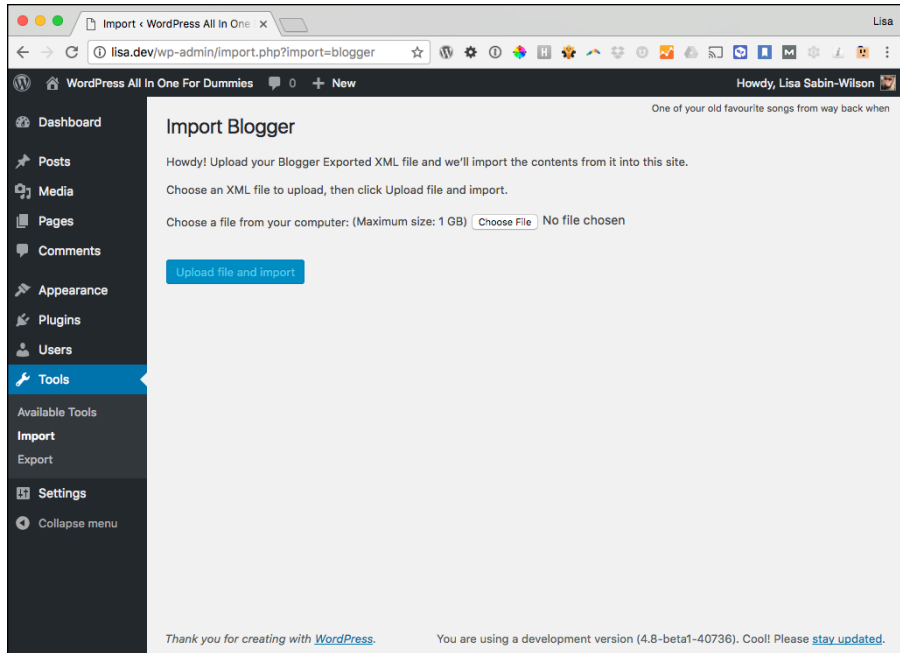 Import ‹ WordPress All In One
Lisa
lisa.dev/wp-admin/import.php?import=blogger
WordPress All In One For Dummies 0 + New
Howdy, Lisa Sabin-Wilson
One of your old favourite songs from way back when
Dashboard
Posts
Media
Pages
Comments
Appearance
Plugins
Users
Tools
Available Tools
Import
Export
Settings
Collapse menu
Import Blogger
Howdy! Upload your Blogger Exported XML file and we'll import the contents from it into this site.
Choose an XML file to upload, then click Upload file and import.
Choose a file from your computer: (Maximum size: 1 GB) Choose File No file chosen
Upload file and import
Thank you for creating with WordPress.
You are using a development version (4.8-beta1-40736). Cool! Please stay updated.